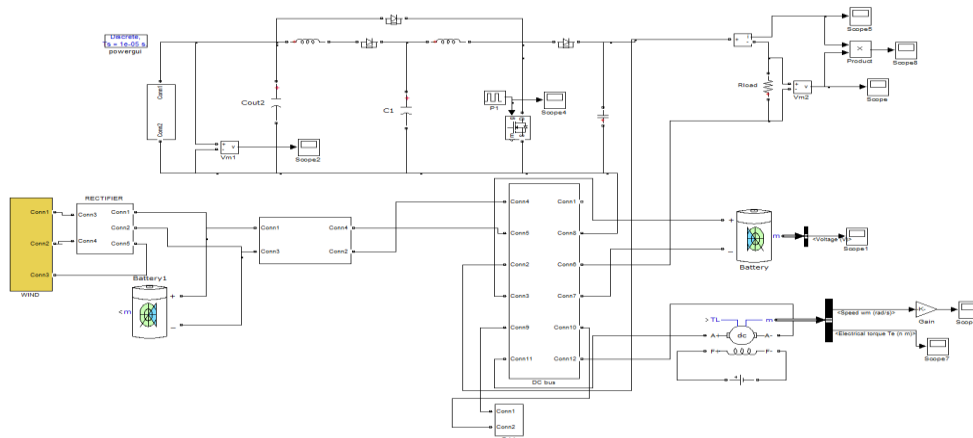 Discrete,
Ts = 1e-05 s.
powergui
Conn1
Conn2
Cout2
C1
P1
Scope4
+
-
v
Vm1
Scope2
+
-
i
Scope5
×
Product
Scope8
Rload
+
-
v
Vm2
Scope
RECTIFIER
Conn1
Conn2
Conn3
WIND
Conn3
Conn4
Conn1
Conn2
Conn5
Battery1
+
<m
−
Conn1
Conn3
Conn4
Conn2
Conn4
Conn5
Conn2
Conn3
Conn9
Conn11
Conn1
Conn8
Conn6
Conn7
Conn10
Conn12
DC bus
Conn1
Conn2
+
m
−
Battery
<Voltage (V)>
Scope1
>TL
m
A+
dc
A-
F+
F-
+
<Speed wm (rad/s)>
<Electrical torque Te (n m)>
-K-
Gain
Scope7